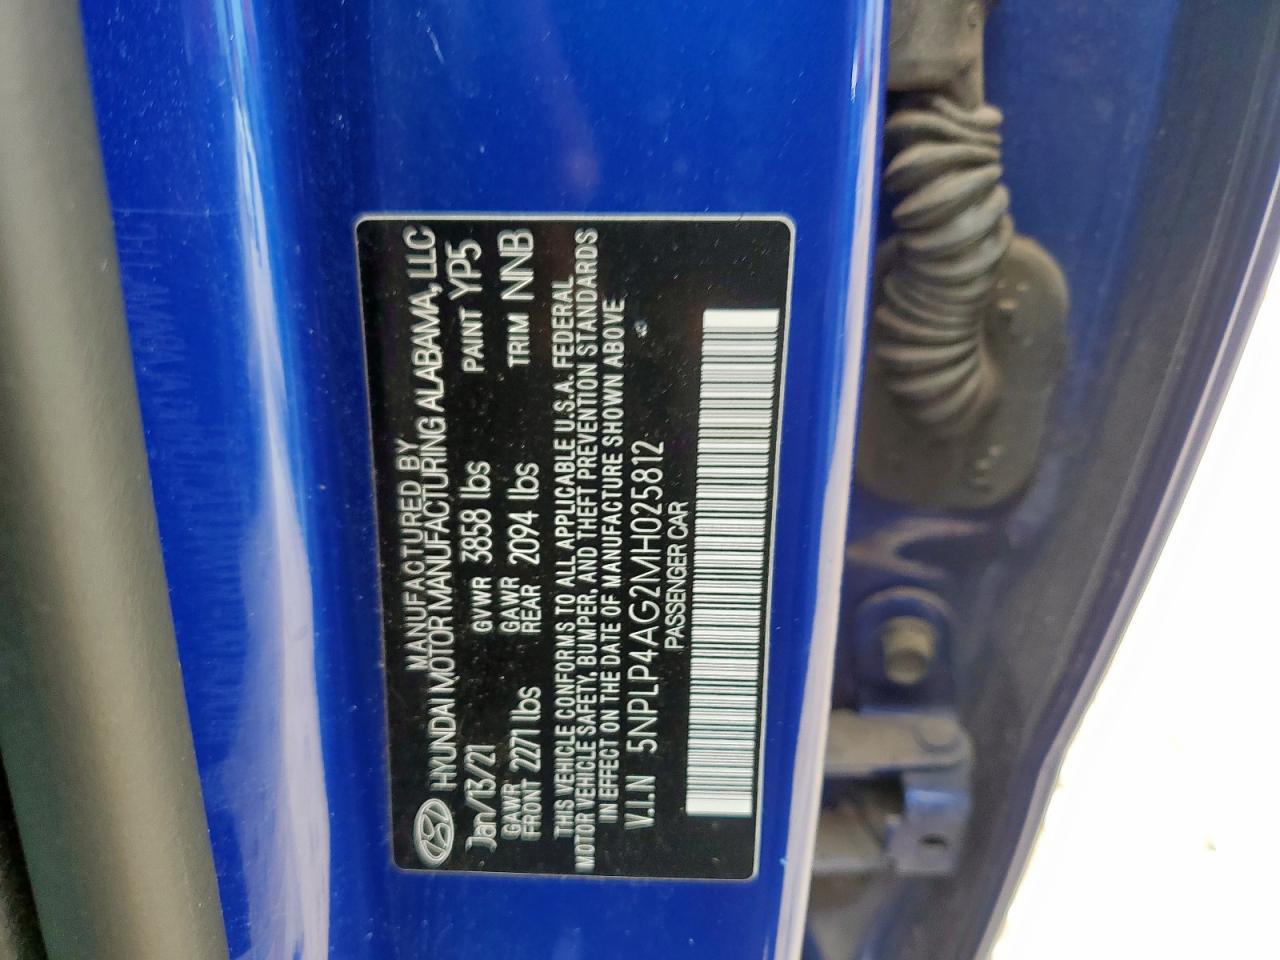 MANUFACTURED BY
HYUNDAI MOTOR MANUFACTURING ALABAMA, LLC
Jan/13/21 GVWR 3858 lbs PAINT YP5
GAWR FRONT 2271 lbs GAWR REAR 2094 lbs TRIM NNB
THIS VEHICLE CONFORMS TO ALL APPLICABLE U.S.A. FEDERAL
MOTOR VEHICLE SAFETY, BUMPER, AND THEFT PREVENTION STANDARDS
IN EFFECT ON THE DATE OF MANUFACTURE SHOWN ABOVE
V.I.N 5NPLP4AG2MH025812
PASSENGER CAR